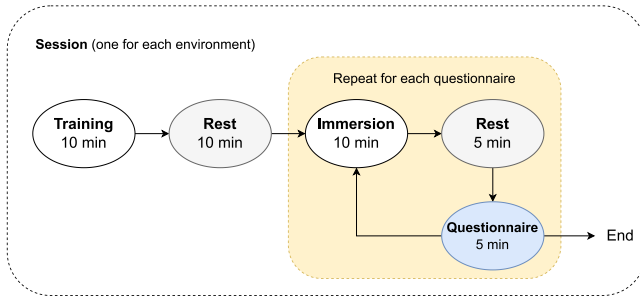 Session (one for each environment)
Repeat for each questionnaire
Training
10 min
Rest
10 min
Immersion
10 min
Rest
5 min
Questionnaire
5 min
End